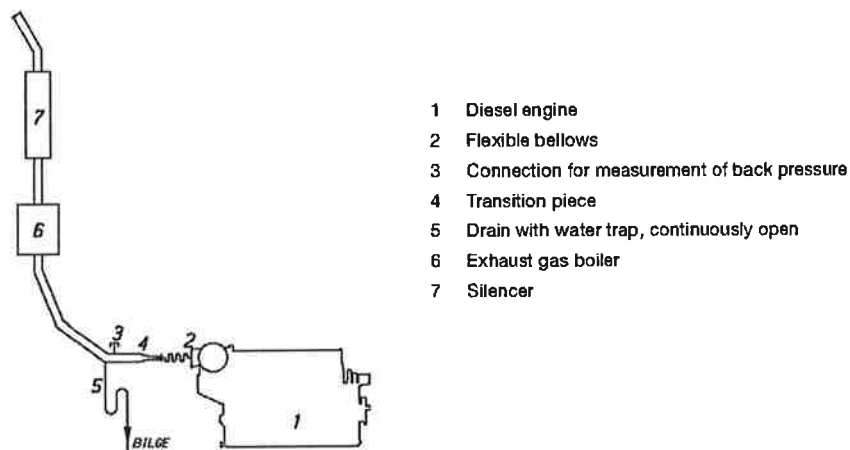 7
6
3
4
2
5
1
BILGE
1 Diesel engine
2 Flexible bellows
3 Connection for measurement of back pressure
4 Transition piece
5 Drain with water trap, continuously open
6 Exhaust gas boiler
7 Silencer